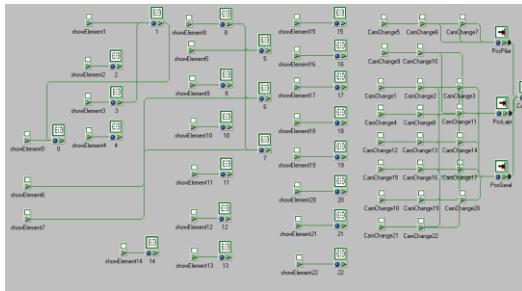 showElement1 1 showElement8 8 showElement15 15 CamChange5 CamChange6 CamChange7
PosPilar
showElement2 2 showElement5 5 showElement16 16 CamChange9 CamChange10
showElement3 3 showElement9 9 6 showElement17 17 CamChange1 CamChange2 CamChange3
PosLaje
showElement0 0 showElement4 4 showElement10 10 7 showElement18 18 CamChange4 CamChange8 CamChange11
showElement19 19 CamChange12 CamChange13 CamChange14
showElement6 showElement11 11 CamChange15 CamChange16 CamChange17
PosGeral
showElement20 20 CamChange18 CamChange19 CamChange20
showElement7 showElement12 12 showElement21 21 CamChange21 CamChange22
showElement14 14 showElement13 13 showElement22 22